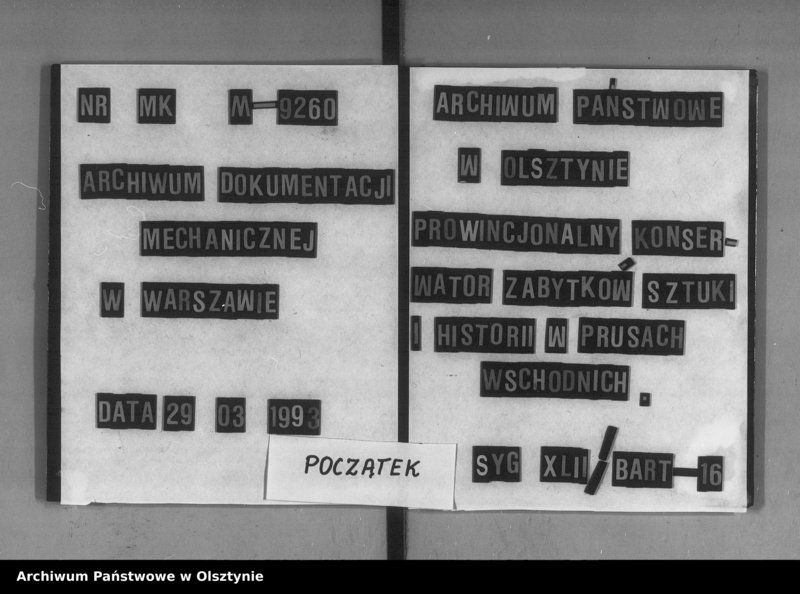 NR MK M-9260
ARCHIWUM DOKUMENTACJI
MECHANICZNEJ
W WARSZAWIE
DATA 29 03 1993
POCZĄTEK
ARCHIWUM PAŃSTWOWE
W OLSZTYNIE
PROWINCJONALNY KONSER-
WATOR ZABYTKÓW SZTUKI
I HISTORII W PRUSACH
WSCHODNICH.
SYG XLII/BART-16
Archiwum Państwowe w Olsztynie